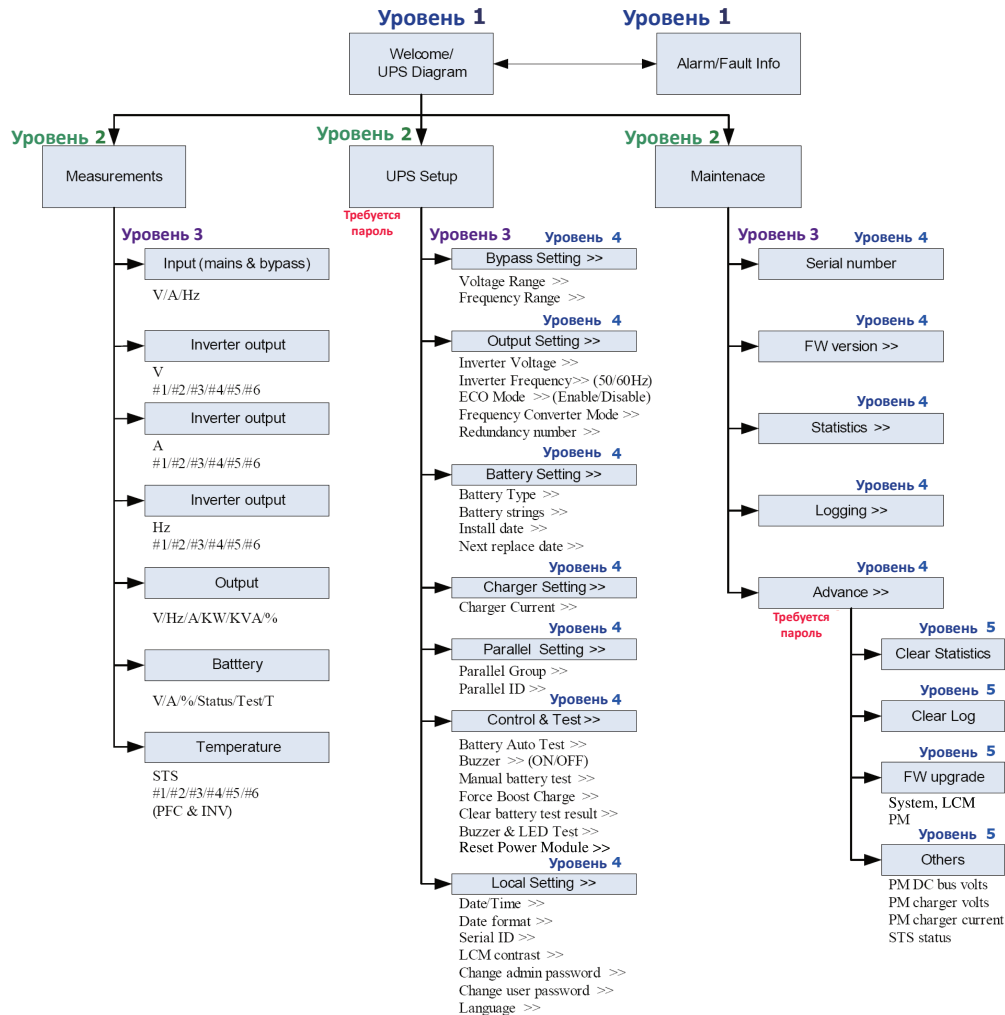 Уровень 1
Уровень 1
Welcome/
UPS Diagram
Alarm/Fault Info
Уровень 2
Уровень 2
Уровень 2
Measurements
UPS Setup
Maintenace
Требуется
пароль
Уровень 3
Input (mains & bypass)
V/A/Hz
Inverter output
V
#1/#2/#3/#4/#5/#6
Inverter output
A
#1/#2/#3/#4/#5/#6
Inverter output
Hz
#1/#2/#3/#4/#5/#6
Output
V/Hz/A/KW/KVA/%
Batttery
V/A/%/Status/Test/T
Temperature
STS
#1/#2/#3/#4/#5/#6
(PFC & INV)
Уровень 3
Уровень 4
Bypass Setting >>
Voltage Range >>
Frequency Range >>
Уровень 4
Output Setting >>
Inverter Voltage >>
Inverter Frequency>> (50/60Hz)
ECO Mode >> (Enable/Disable)
Frequency Converter Mode >>
Redundancy number >>
Уровень 4
Battery Setting >>
Battery Type >>
Battery strings >>
Install date >>
Next replace date >>
Уровень 4
Charger Setting >>
Charger Current >>
Уровень 4
Parallel Setting >>
Parallel Group >>
Parallel ID >>
Уровень 4
Control & Test >>
Battery Auto Test >>
Buzzer >> (ON/OFF)
Manual battery test >>
Force Boost Charge >>
Clear battery test result >>
Buzzer & LED Test >>
Reset Power Module >>
Уровень 4
Local Setting >>
Date/Time >>
Date format >>
Serial ID >>
LCM contrast >>
Change admin password >>
Change user password >>
Language >>
Уровень 3
Уровень 4
Serial number
Уровень 4
FW version >>
Уровень 4
Statistics >>
Уровень 4
Logging >>
Уровень 4
Advance >>
Требуется
пароль
Уровень 5
Clear Statistics
Уровень 5
Clear Log
Уровень 5
FW upgrade
System, LCM
PM
Уровень 5
Others
PM DC bus volts
PM charger volts
PM charger current
STS status